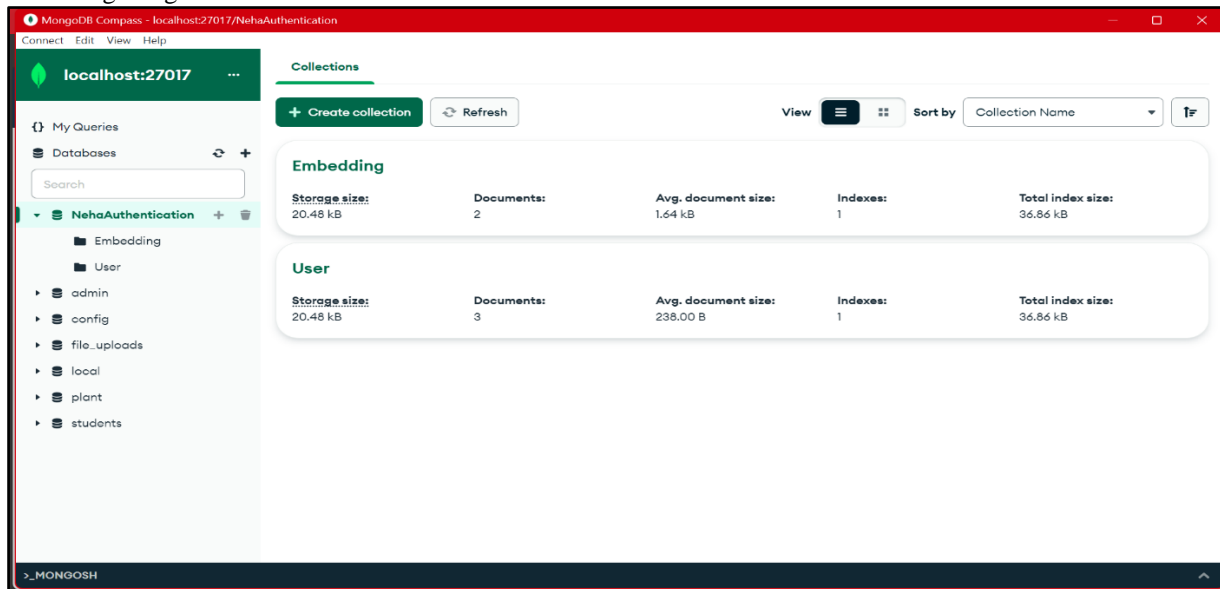 MongoDB Compass - localhost:27017/NehaAuthentication
Connect Edit View Help
localhost:27017 ...
{} My Queries
Databases
Search
NehaAuthentication
Embedding
User
admin
config
file_uploads
local
plant
students
Collections
+ Create collection Refresh View Sort by Collection Name
Embedding
Storage size: Documents: Avg. document size: Indexes: Total index size:
20.48 kB 2 1.64 kB 1 36.86 kB
User
Storage size: Documents: Avg. document size: Indexes: Total index size:
20.48 kB 3 238.00 B 1 36.86 kB
>_MONGOSH